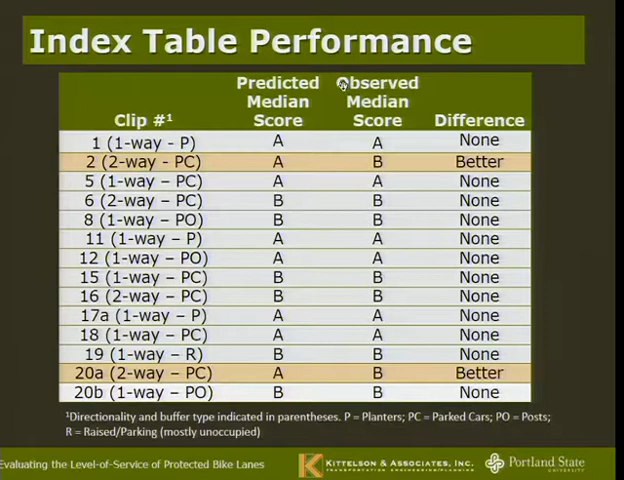 Index Table Performance
Clip #¹ Predicted Median Score Observed Median Score Difference
1 (1-way - P) A A None
2 (2-way - PC) A B Better
5 (1-way – PC) A A None
6 (2-way – PC) B B None
8 (1-way – PO) B B None
11 (1-way – P) A A None
12 (1-way – PO) A A None
15 (1-way – PC) B B None
16 (2-way – PC) B B None
17a (1-way – P) A A None
18 (1-way – PC) A A None
19 (1-way – R) B B None
20a (2-way – PC) A B Better
20b (1-way – PO) B B None
¹Directionality and buffer type indicated in parentheses. P = Planters; PC = Parked Cars; PO = Posts;
R = Raised/Parking (mostly unoccupied)
Evaluating the Level-of-Service of Protected Bike Lanes
KITTELSON & ASSOCIATES, INC.
TRANSPORTATION ENGINEERING / PLANNING
Portland State
UNIVERSITY